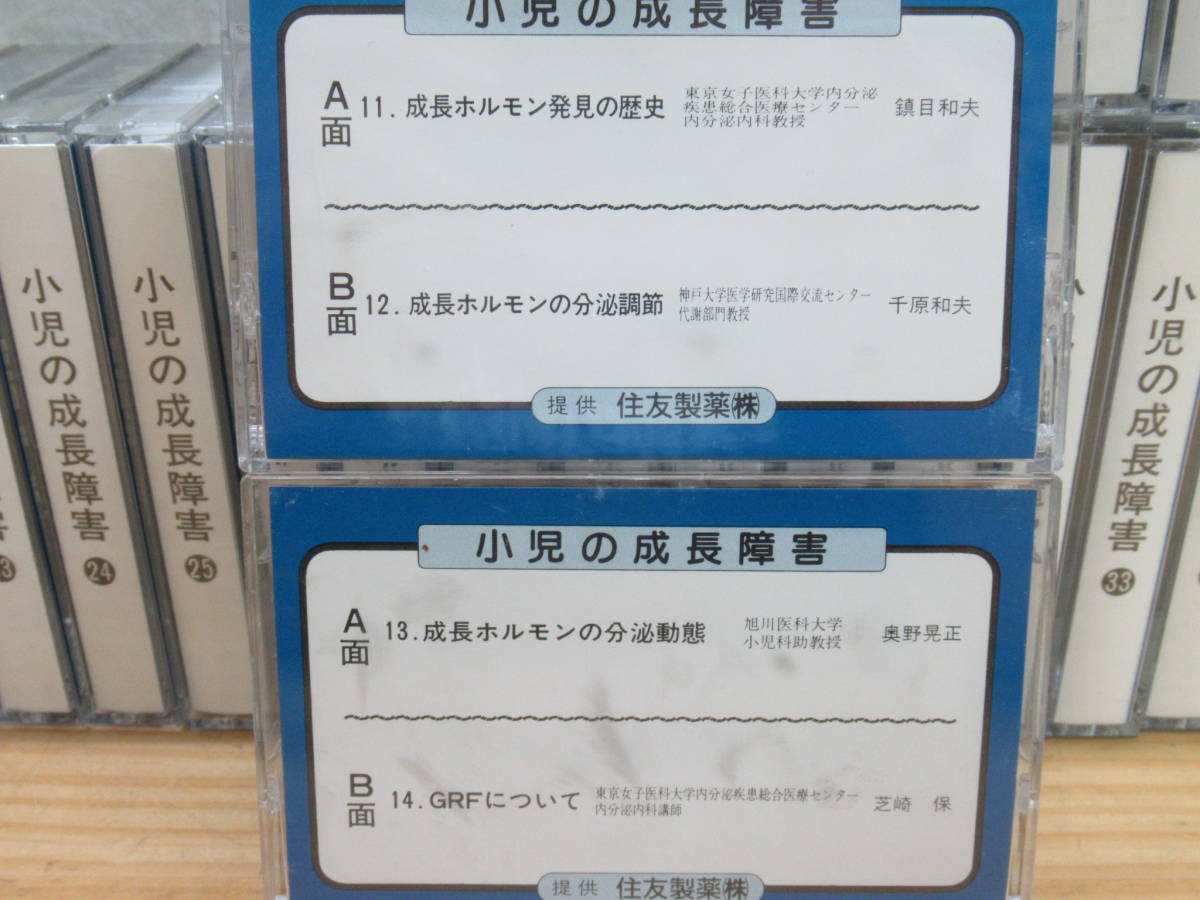 小児の成長障害
A面
11.成長ホルモン発見の歴史
東京女子医科大学内分泌
疾患総合医療センター
内分泌内科教授
鎮目和夫
B面
12.成長ホルモンの分泌調節
神戸大学医学研究国際交流センター
代謝部門教授
千原和夫
提供 住友製薬㈱
小児の成長障害
A面
13.成長ホルモンの分泌動態
旭川医科大学
小児科助教授
奥野晃正
B面
14.GRFについて
東京女子医科大学内分泌疾患総合医療センター
内分泌内科講師
芝崎 保
提供 住友製薬㈱
小児の成長障害 ㉔
小児の成長障害 ㉕
小児の成長障害 ㉝